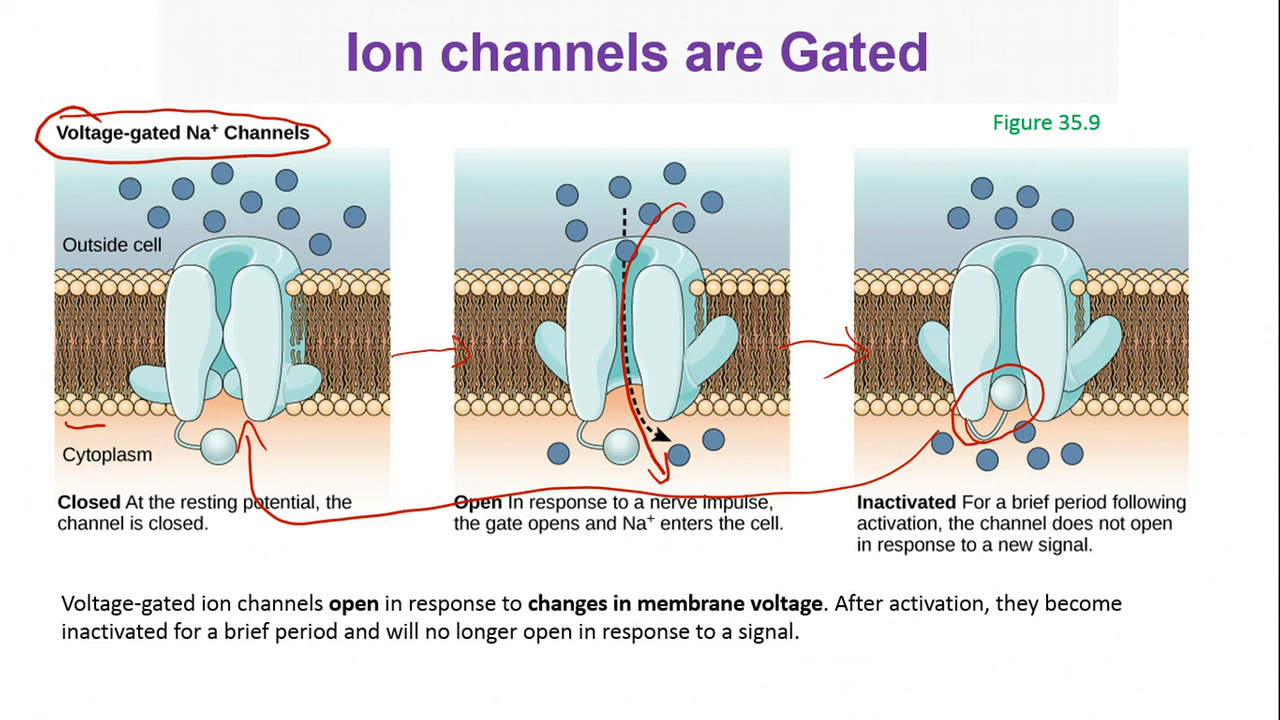 Ion channels are Gated
Voltage-gated Na⁺ Channels
Figure 35.9
Outside cell
Cytoplasm
Closed At the resting potential, the
channel is closed.
Open In response to a nerve impulse,
the gate opens and Na⁺ enters the cell.
Inactivated For a brief period following
activation, the channel does not open
in response to a new signal.
Voltage-gated ion channels open in response to changes in membrane voltage. After activation, they become
inactivated for a brief period and will no longer open in response to a signal.